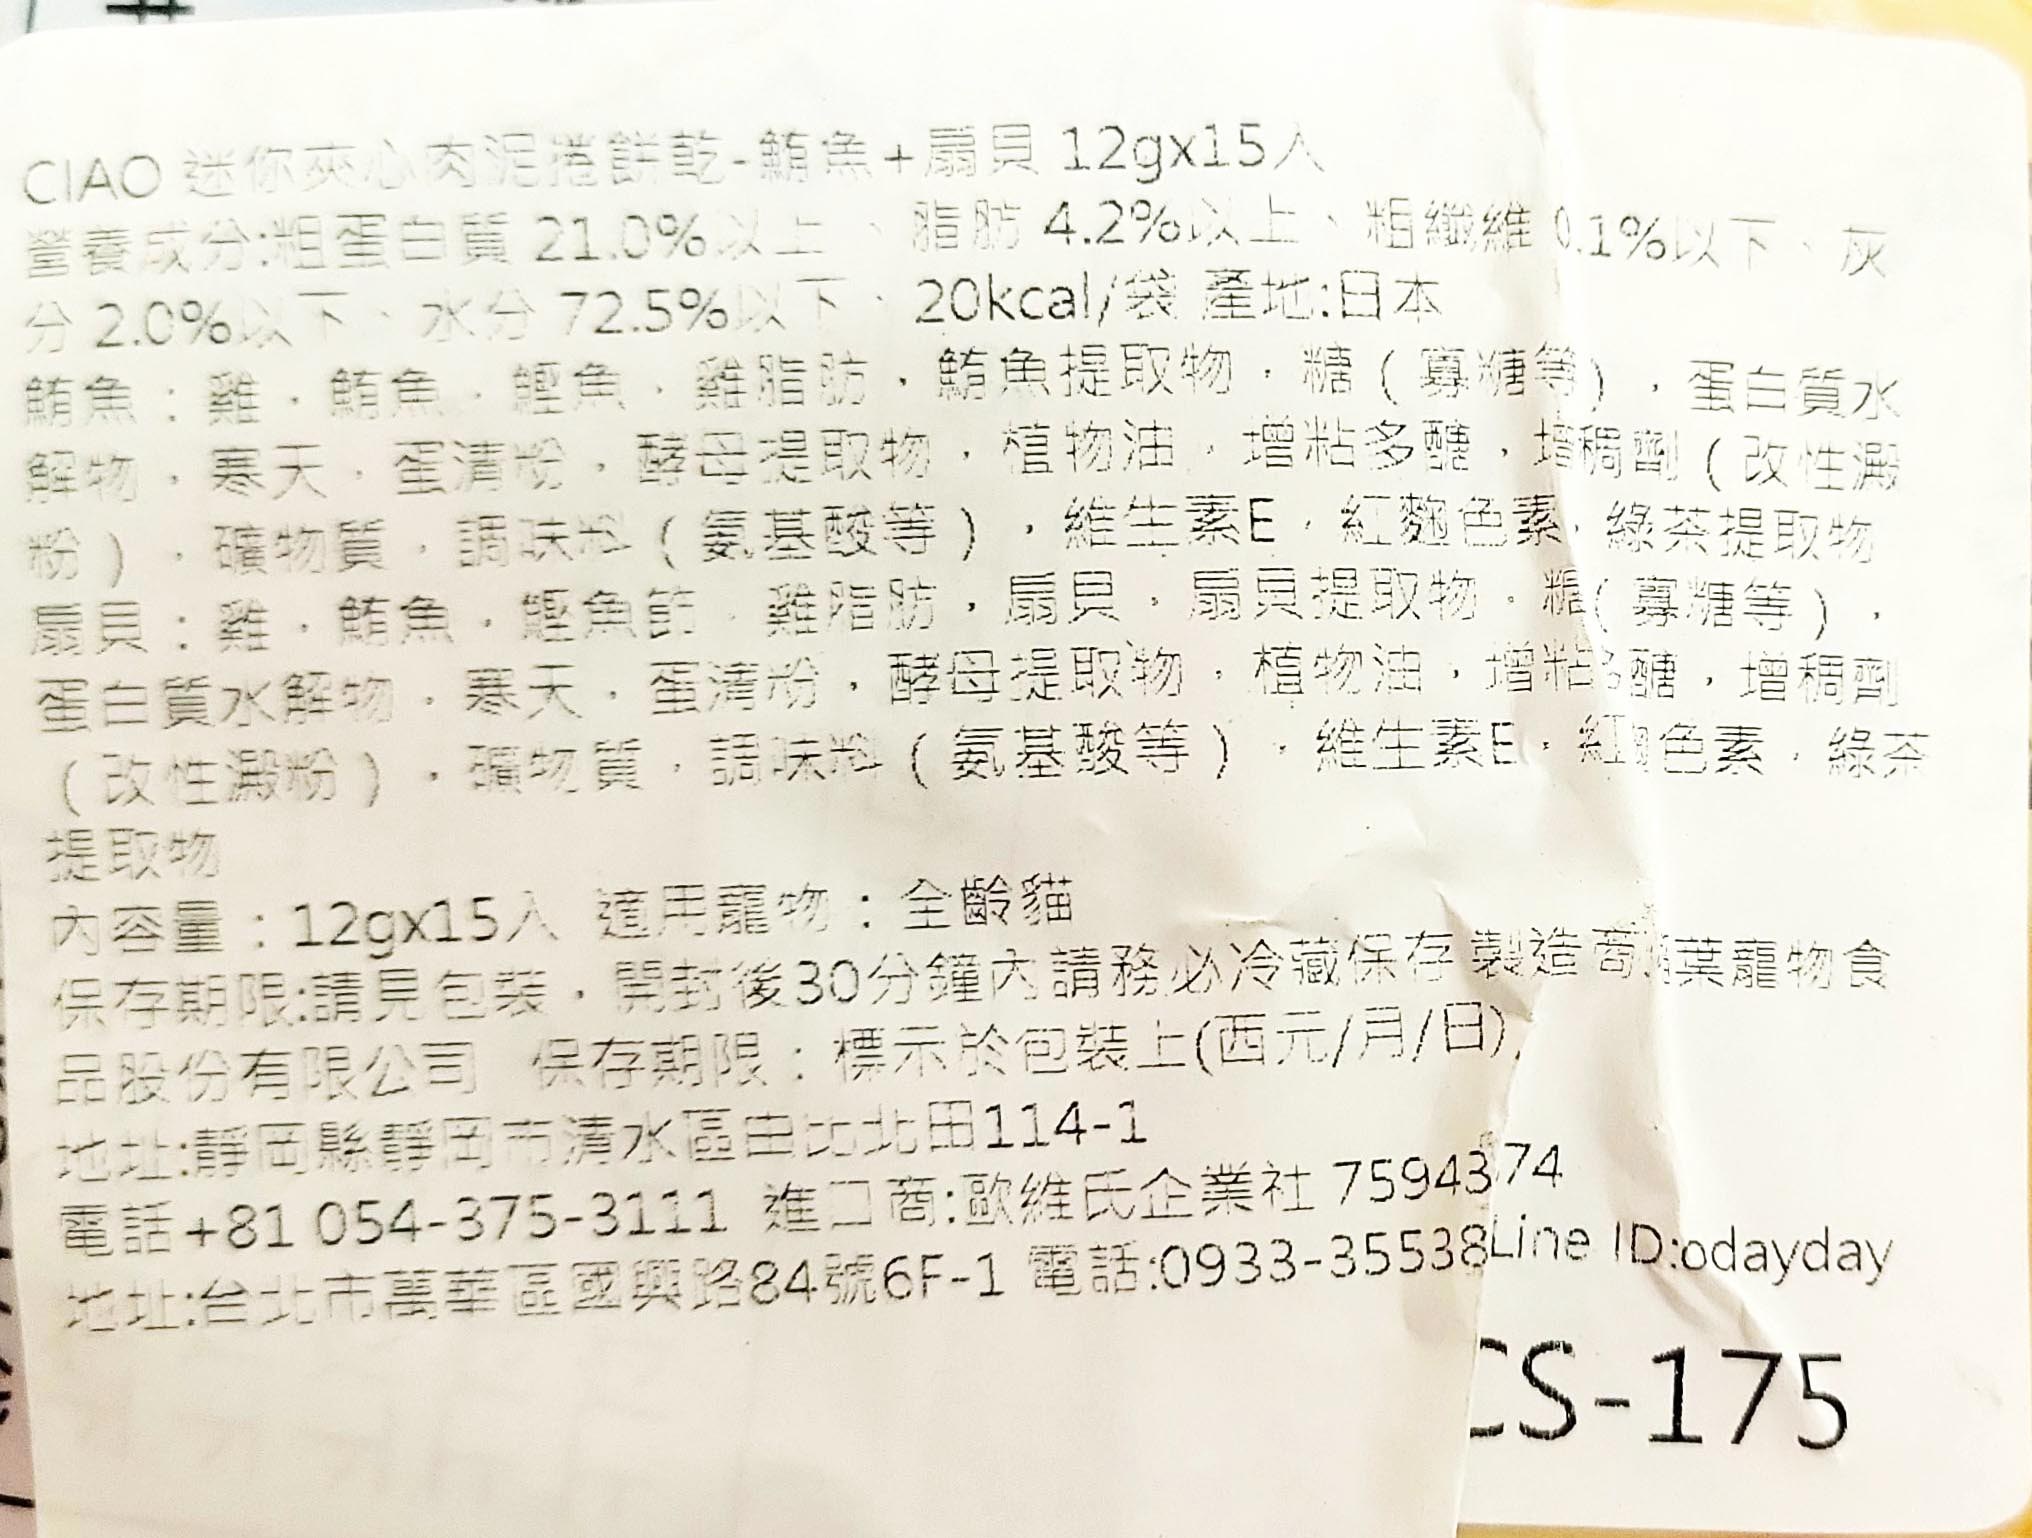 CIAO 迷你夾心肉泥捲餅乾-鮪魚+扇貝 12gx15入
營養成分:粗蛋白質 21.0%以上、脂肪 4.2%以上、粗纖維 0.1%以下、灰
分 2.0%以下、水分 72.5%以下、 20kcal/袋 產地:日本
鮪魚：雞，鮪魚，鰹魚，雞脂肪，鮪魚提取物，糖（寡糖等），蛋白質水
解物，寒天，蛋清粉，酵母提取物，植物油，增粘多醣，增稠劑（改性澱
粉），礦物質，調味料（氨基酸等），維生素E，紅麴色素，綠茶提取物
扇貝：雞，鮪魚，鰹魚節，雞脂肪，扇貝，扇貝提取物，糖（寡糖等），
蛋白質水解物，寒天，蛋清粉，酵母提取物，植物油，增粘多醣，增稠劑
（改性澱粉），礦物質，調味料（氨基酸等），維生素E，紅麴色素，綠茶
提取物
內容量：12gx15入 適用寵物：全齡貓
保存期限:請見包裝，開封後30分鐘內請務必冷藏保存 製造商 葉寵物食
品股份有限公司 保存期限：標示於包裝上(西元/月/日)
地址:靜岡縣靜岡市清水區由比北田114-1
電話+81 054-375-3111 進口商:歐維氏企業社 75943374
地址:台北市萬華區國興路84號6F-1 電話:0933-35538 Line ID:odayday
CS-175